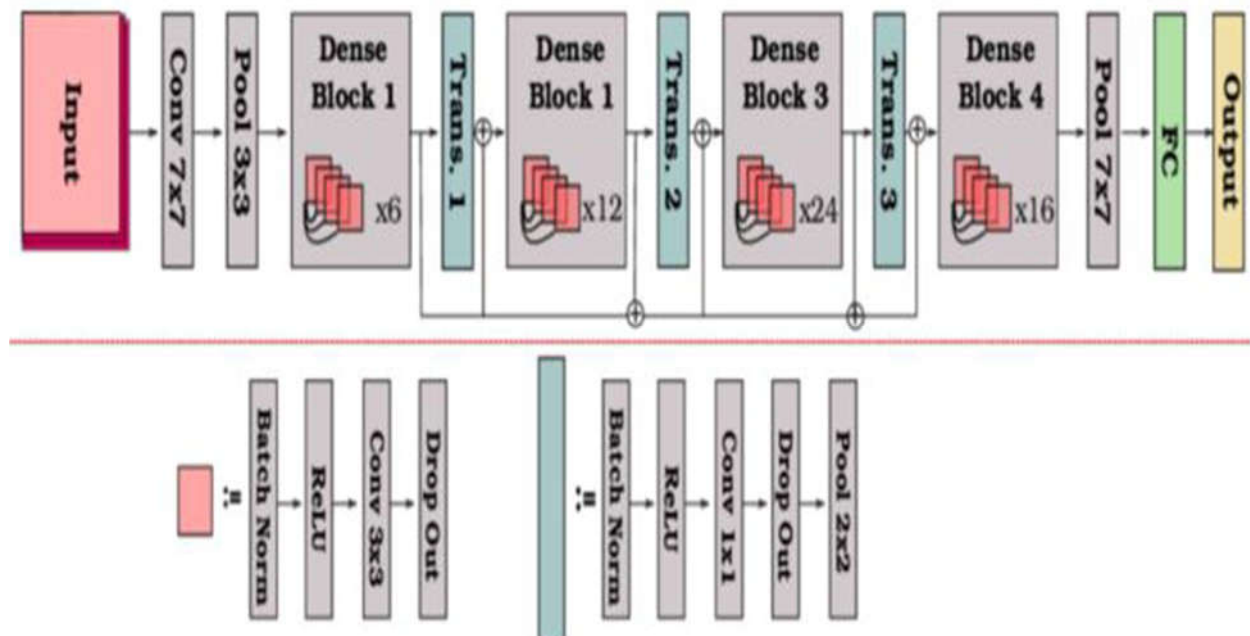 Input
Conv 7x7
Pool 3x3
Dense
Block 1
x6
Trans. 1
Dense
Block 1
x12
Trans. 2
Dense
Block 3
x24
Trans. 3
Dense
Block 4
x16
Pool 7x7
FC
Output
:=
Batch Norm
ReLU
Conv 3x3
Drop Out
:=
Batch Norm
ReLU
Conv 1x1
Drop Out
Pool 2x2